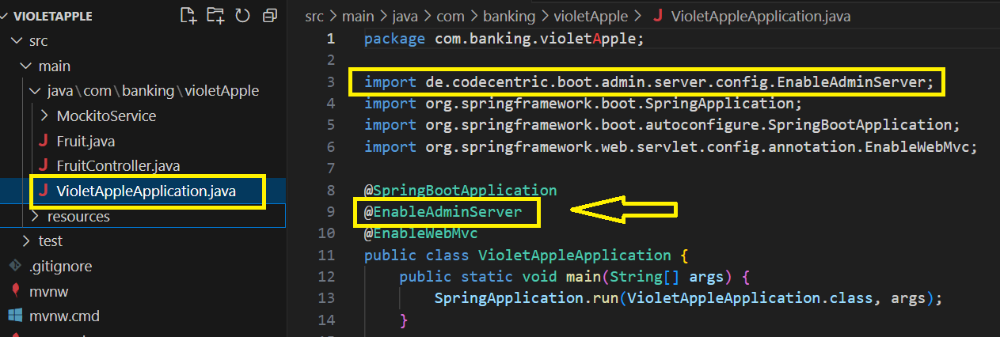 VIOLETAPPLE
src
main
java\com\banking\violetApple
MockitoService
J Fruit.java
J FruitController.java
J VioletAppleApplication.java
resources
test
.gitignore
mvnw
mvnw.cmd
src > main > java > com > banking > violetApple > J VioletAppleApplication.java
1 package com.banking.violetApple;
2
3 import de.codecentric.boot.admin.server.config.EnableAdminServer;
4 import org.springframework.boot.SpringApplication;
5 import org.springframework.boot.autoconfigure.SpringBootApplication;
6 import org.springframework.web.servlet.config.annotation.EnableWebMvc;
7
8 @SpringBootApplication
9 @EnableAdminServer
10 @EnableWebMvc
11 public class VioletAppleApplication {
12 public static void main(String[] args) {
13 SpringApplication.run(VioletAppleApplication.class, args);
14 }